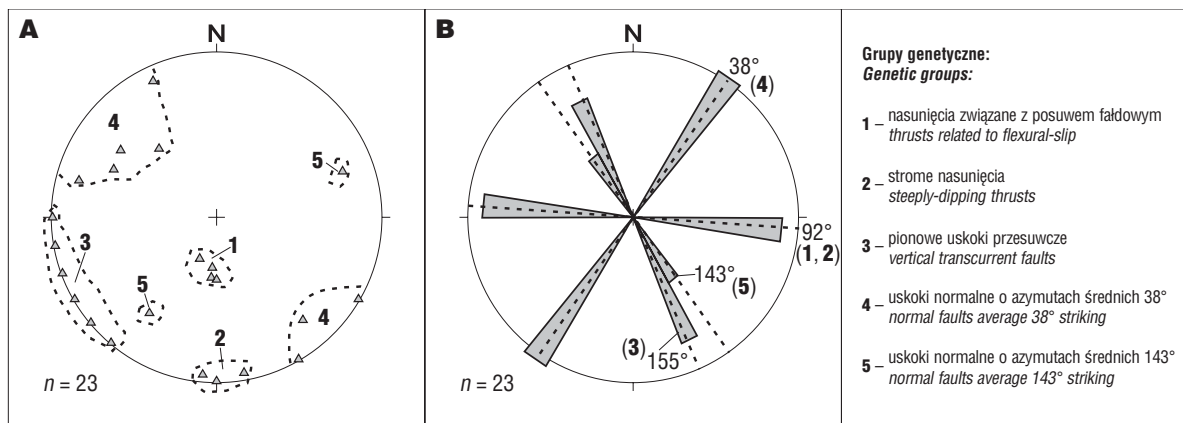 A
N
4
5
3
1
5
2
4
n = 23
B
N
38°
(4)
92°
(1, 2)
143°
(5)
(3)
155°
n = 23
Grupy genetyczne:
Genetic groups:
1 – nasunięcia związane z posuwem fałdowym
thrusts related to flexural-slip
2 – strome nasunięcia
steeply-dipping thrusts
3 – pionowe uskoki przesuwcze
vertical transcurrent faults
4 – uskoki normalne o azymutach średnich 38°
normal faults average 38° striking
5 – uskoki normalne o azymutach średnich 143°
normal faults average 143° striking